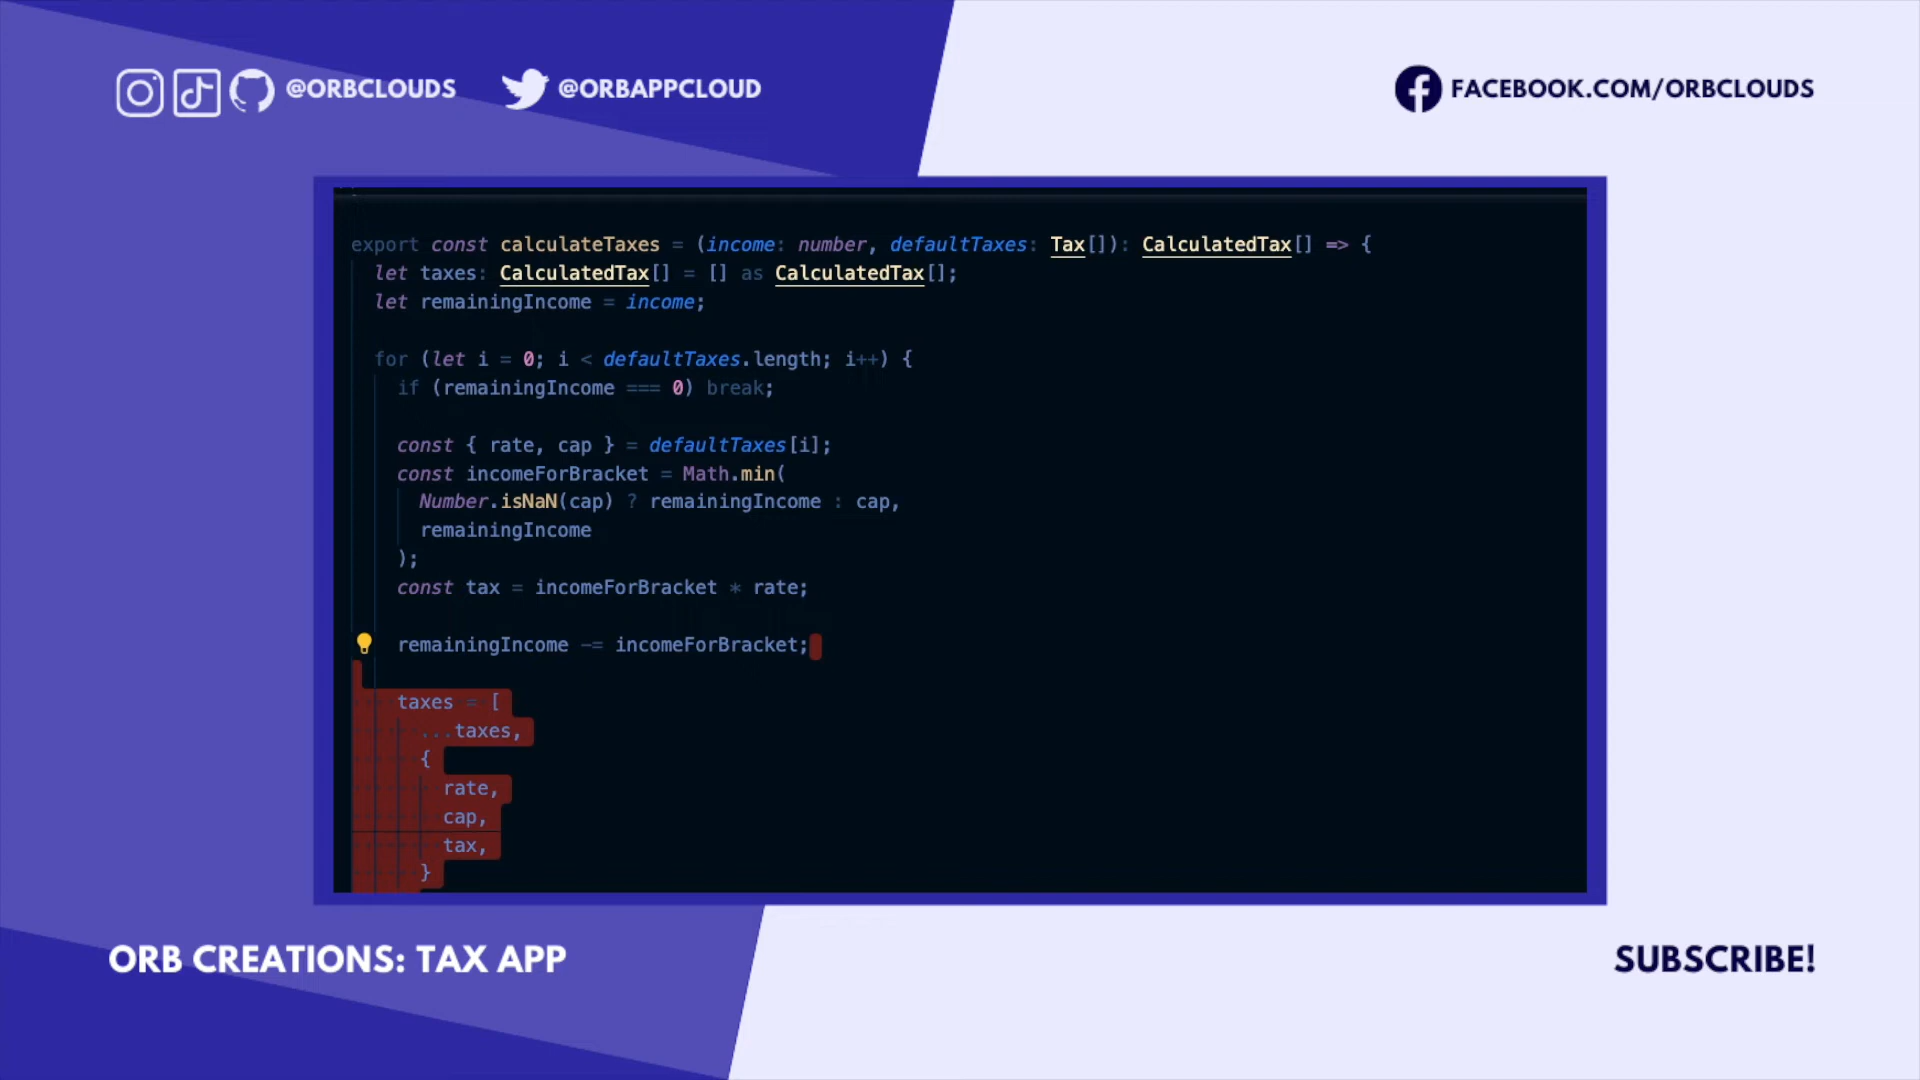 @ORBCLOUDS @ORBAPPCLOUD FACEBOOK.COM/ORBCLOUDS
export const calculateTaxes = (income: number, defaultTaxes: Tax[]): CalculatedTax[] => {
let taxes: CalculatedTax[] = [] as CalculatedTax[];
let remainingIncome = income;
for (let i = 0; i < defaultTaxes.length; i++) {
if (remainingIncome === 0) break;
const { rate, cap } = defaultTaxes[i];
const incomeForBracket = Math.min(
Number.isNaN(cap) ? remainingIncome : cap,
remainingIncome
);
const tax = incomeForBracket * rate;
remainingIncome -= incomeForBracket;
taxes = [
...taxes,
{
rate,
cap,
tax,
}
ORB CREATIONS: TAX APP
SUBSCRIBE!